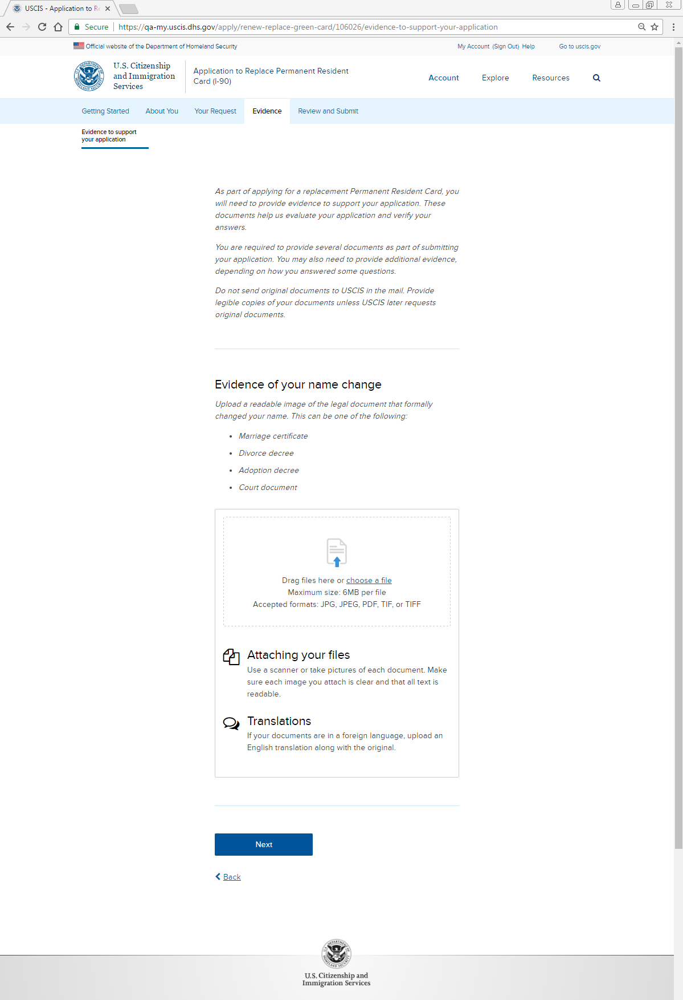 USCIS - Application to Re
Secure https://qa-my.uscis.dhs.gov/apply/renew-replace-green-card/106026/evidence-to-support-your-application
Official website of the Department of Homeland Security
My Account (Sign Out) Help Go to uscis.gov
U.S. Citizenship
and Immigration
Services
Application to Replace Permanent Resident
Card (I-90)
Account Explore Resources
Getting Started About You Your Request Evidence Review and Submit
Evidence to support
your application
As part of applying for a replacement Permanent Resident Card, you
will need to provide evidence to support your application. These
documents help us evaluate your application and verify your
answers.
You are required to provide several documents as part of submitting
your application. You may also need to provide additional evidence,
depending on how you answered some questions.
Do not send original documents to USCIS in the mail. Provide
legible copies of your documents unless USCIS later requests
original documents.
Evidence of your name change
Upload a readable image of the legal document that formally
changed your name. This can be one of the following:
• Marriage certificate
• Divorce decree
• Adoption decree
• Court document
Drag files here or choose a file
Maximum size: 6MB per file
Accepted formats: JPG, JPEG, PDF, TIF, or TIFF
Attaching your files
Use a scanner or take pictures of each document. Make
sure each image you attach is clear and that all text is
readable.
Translations
If your documents are in a foreign language, upload an
English translation along with the original.
Next
Back
U.S. DEPARTMENT OF HOMELAND SECURITY
U.S. Citizenship and
Immigration Services